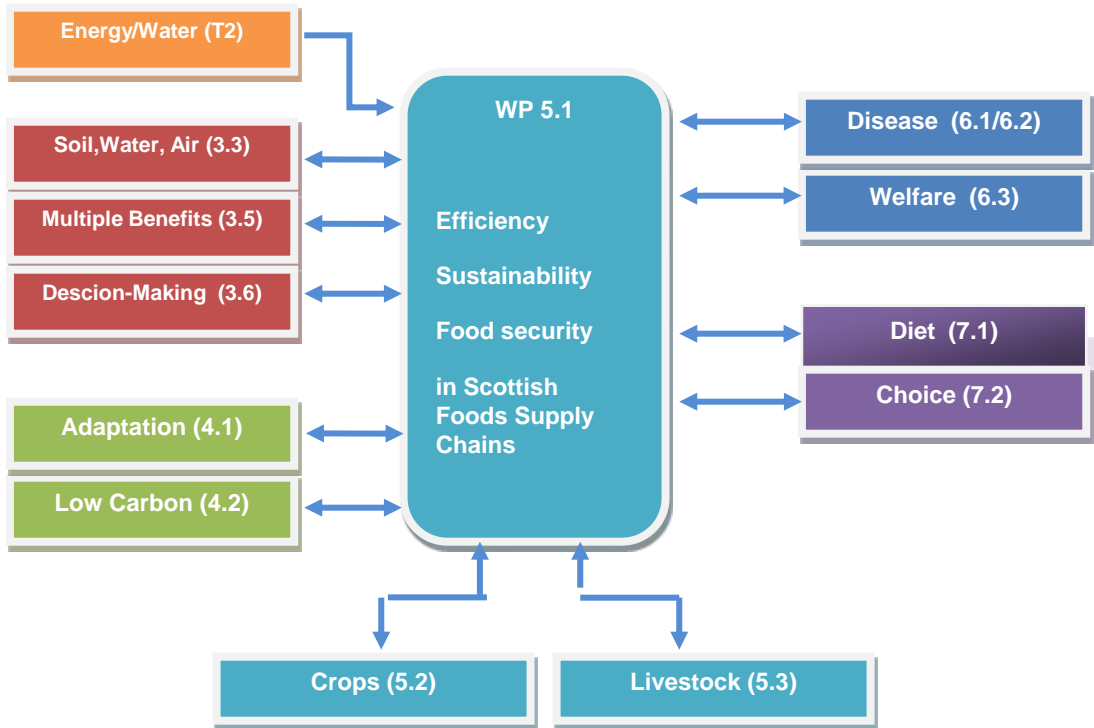 Energy/Water (T2)
Soil,Water, Air (3.3)
Multiple Benefits (3.5)
Descion-Making (3.6)
Adaptation (4.1)
Low Carbon (4.2)
WP 5.1
Efficiency
Sustainability
Food security
in Scottish
Foods Supply
Chains
Disease (6.1/6.2)
Welfare (6.3)
Diet (7.1)
Choice (7.2)
Crops (5.2)
Livestock (5.3)